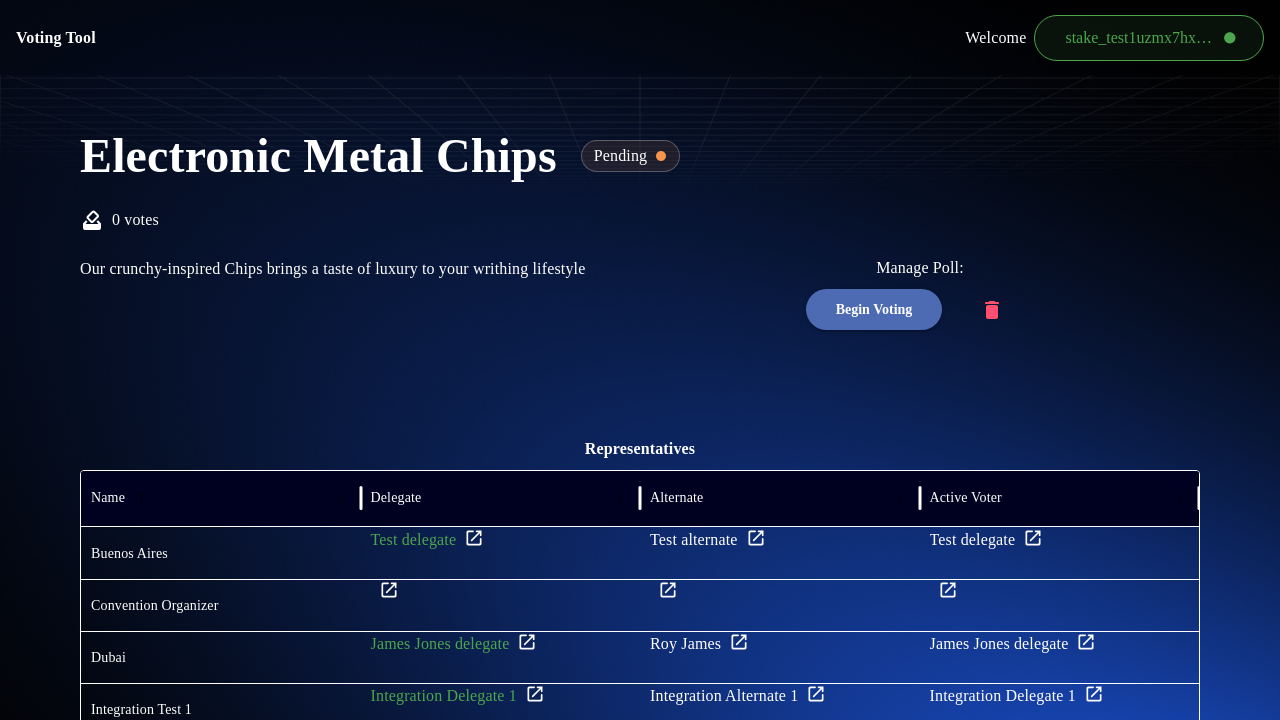 Voting Tool
Welcome stake_test1uzmx7hx…
Electronic Metal Chips Pending
0 votes
Our crunchy-inspired Chips brings a taste of luxury to your writhing lifestyle
Manage Poll:
Begin Voting
Representatives
Name Delegate Alternate Active Voter
Buenos Aires Test delegate Test alternate Test delegate
Convention Organizer
Dubai James Jones delegate Roy James James Jones delegate
Integration Test 1 Integration Delegate 1 Integration Alternate 1 Integration Delegate 1